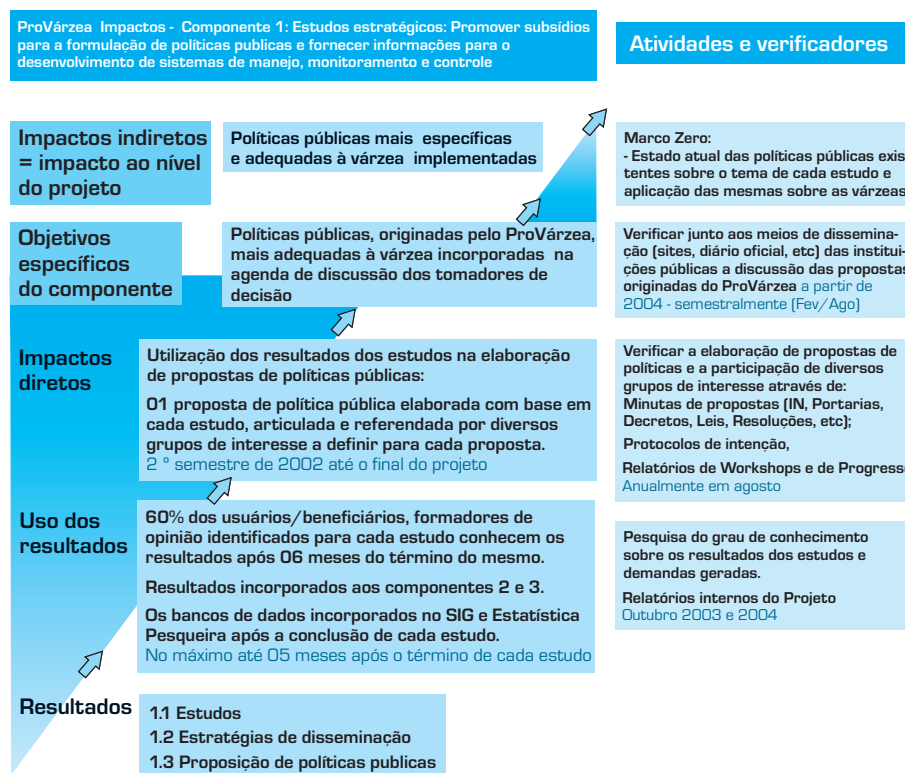 ProVárzea Impactos - Componente 1: Estudos estratégicos: Promover subsídios
para a formulação de políticas publicas e fornecer informações para o
desenvolvimento de sistemas de manejo, monitoramento e controle
Atividades e verificadores
Impactos indiretos
= impacto ao nível
do projeto
Políticas públicas mais específicas
e adequadas à várzea implementadas
Marco Zero:
- Estado atual das políticas públicas exis
tentes sobre o tema de cada estudo e
aplicação das mesmas sobre as várzeas
Objetivos
específicos
do componente
Políticas públicas, originadas pelo ProVárzea,
mais adequadas à várzea incorporadas na
agenda de discussão dos tomadores de
decisão
Verificar junto aos meios de dissemina-
ção (sites, diário oficial, etc) das institui-
ções públicas a discussão das propostas
originadas do ProVárzea a partir de
2004 - semestralmente (Fev/Ago)
Impactos
diretos
Utilização dos resultados dos estudos na elaboração
de propostas de políticas públicas:
01 proposta de política pública elaborada com base em
cada estudo, articulada e referendada por diversos
grupos de interesse a definir para cada proposta.
2 º semestre de 2002 até o final do projeto
Verificar a elaboração de propostas de
políticas e a participação de diversos
grupos de interesse através de:
Minutas de propostas (IN, Portarias,
Decretos, Leis, Resoluções, etc);
Protocolos de intenção,
Relatórios de Workshops e de Progresso
Anualmente em agosto
Uso dos
resultados
60% dos usuários/beneficiários, formadores de
opinião identificados para cada estudo conhecem os
resultados após 06 meses do término do mesmo.
Resultados incorporados aos componentes 2 e 3.
Os bancos de dados incorporados no SIG e Estatística
Pesqueira após a conclusão de cada estudo.
No máximo até 05 meses após o término de cada estudo
Pesquisa do grau de conhecimento
sobre os resultados dos estudos e
demandas geradas.
Relatórios internos do Projeto
Outubro 2003 e 2004
Resultados
1.1 Estudos
1.2 Estratégias de disseminação
1.3 Proposição de políticas publicas